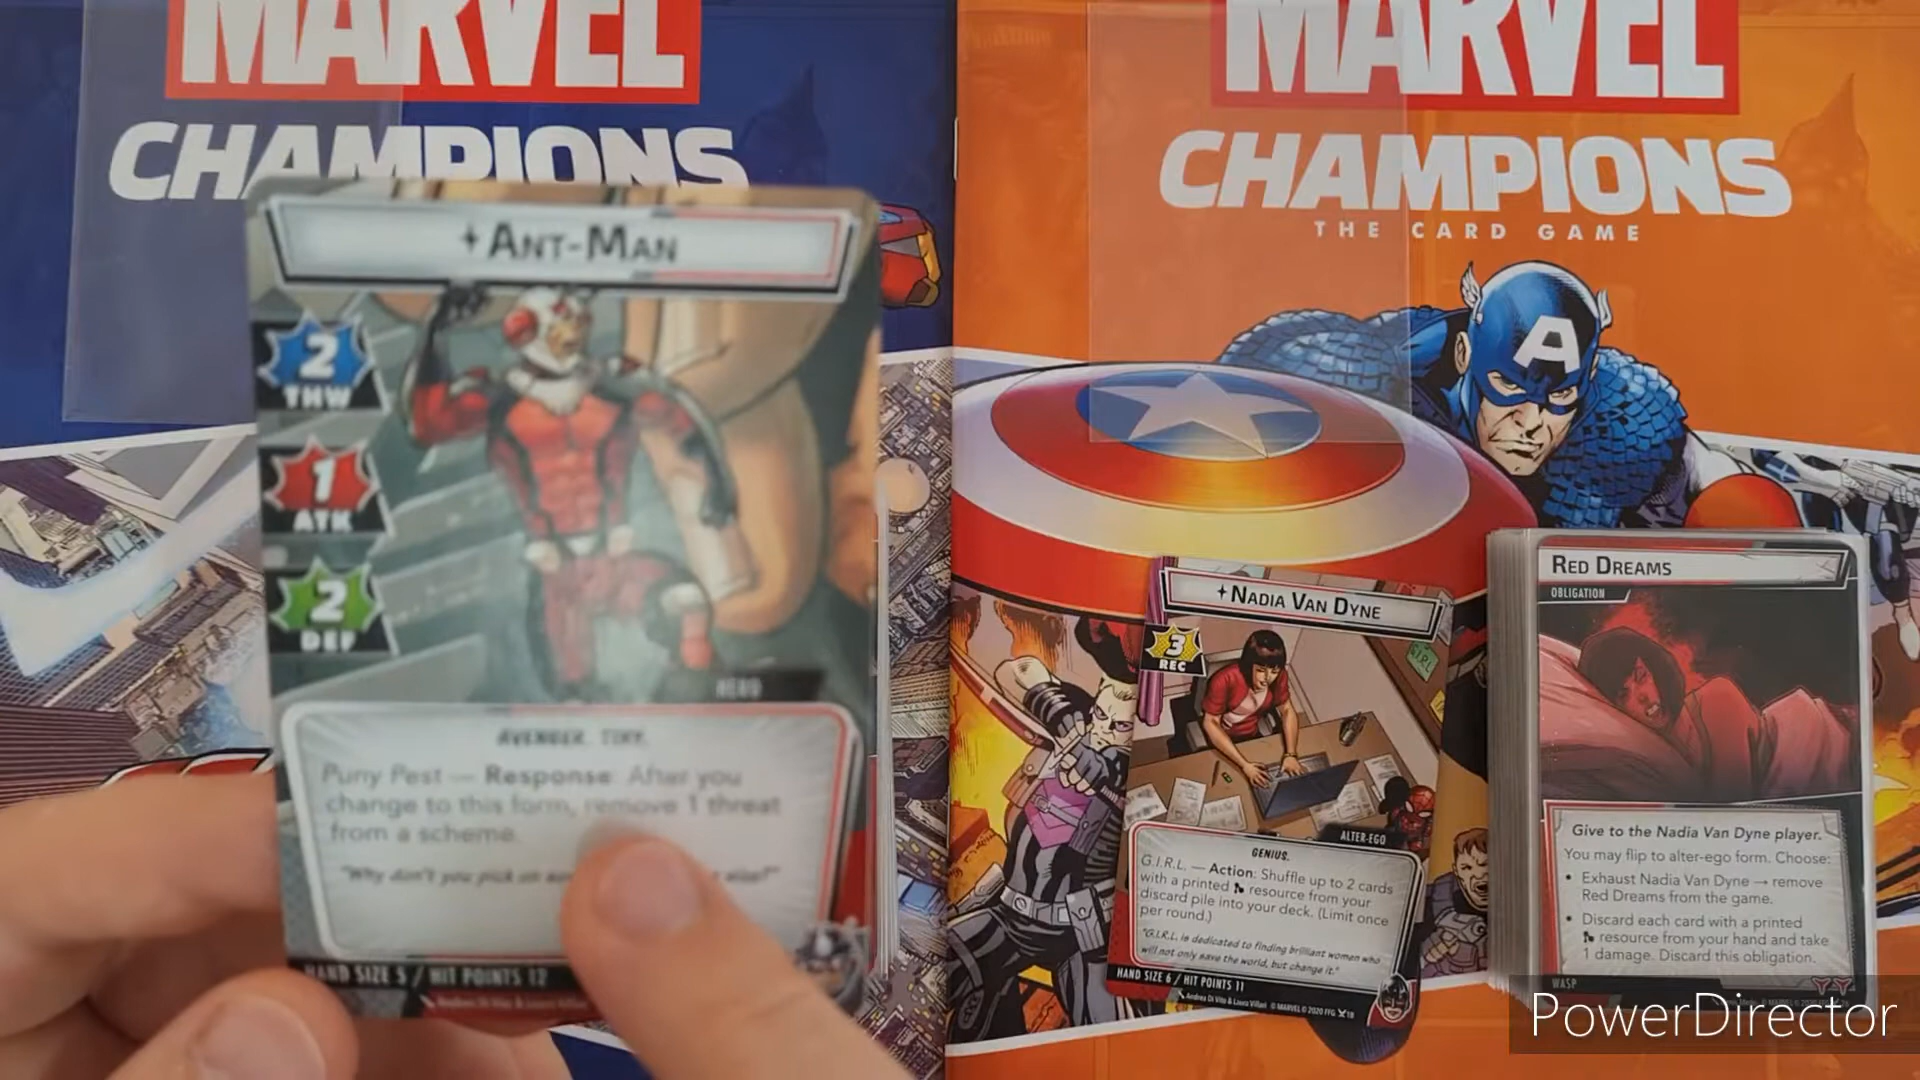 MARVEL
CHAMPIONS
MARVEL
CHAMPIONS
THE CARD GAME
A
ANT-MAN
2
THW
1
ATK
2
DEF
HERO
AVENGER. TINY.
Puny Pest — Response: After you
change to this form, remove 1 threat
from a scheme.
"Why don't you pick on
HAND SIZE 5 / HIT POINTS 12
NADIA VAN DYNE
3
REC
G.I.R.L.
ALTER-EGO
GENIUS.
G.I.R.L. — Action: Shuffle up to 2 cards
with a printed resource from your
discard pile into your deck. (Limit once
per round.)
"G.I.R.L. is dedicated to finding brilliant women who
will not only save the world, but change it."
HAND SIZE 6 / HIT POINTS 11
Andrea Di Vito & Laura Villari © MARVEL © 2020 FFG
RED DREAMS
OBLIGATION
Give to the Nadia Van Dyne player.
You may flip to alter-ego form. Choose:
• Exhaust Nadia Van Dyne → remove
Red Dreams from the game.
• Discard each card with a printed
resource from your hand and take
1 damage. Discard this obligation.
WASP
PowerDirector